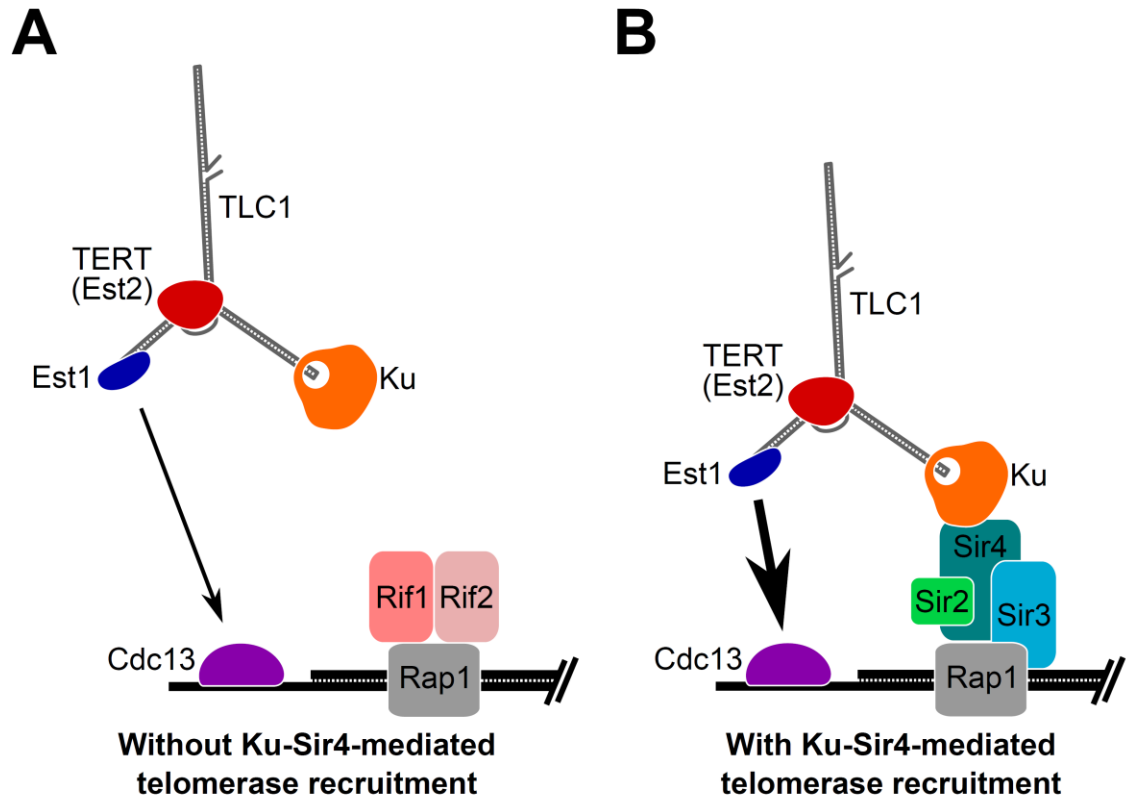 A
TLC1
TERT
(Est2)
Est1
Ku
Rif1
Rif2
Cdc13
Rap1
Without Ku-Sir4-mediated
telomerase recruitment
B
TLC1
TERT
(Est2)
Est1
Ku
Sir4
Sir2
Sir3
Cdc13
Rap1
With Ku-Sir4-mediated
telomerase recruitment